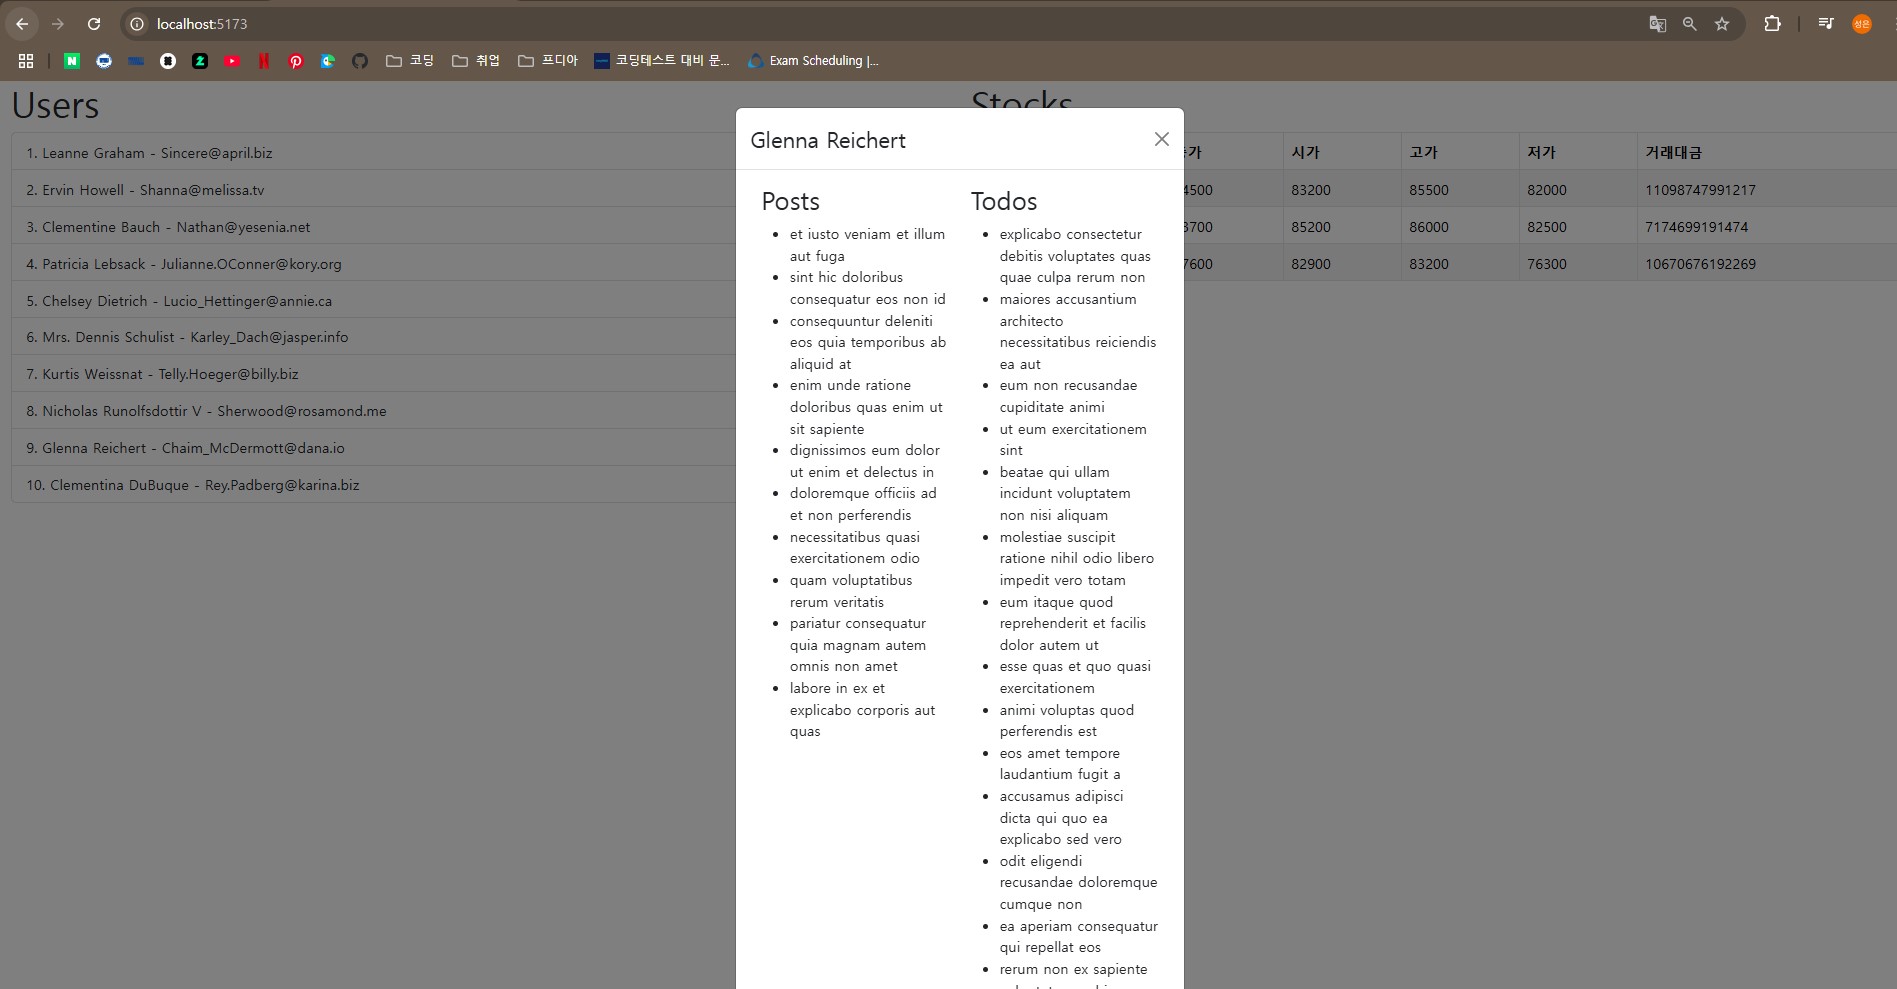 localhost:5173
성은
코딩
취업
프디아
코딩테스트 대비 문...
Exam Scheduling |...
Users
1. Leanne Graham - Sincere@april.biz
2. Ervin Howell - Shanna@melissa.tv
3. Clementine Bauch - Nathan@yesenia.net
4. Patricia Lebsack - Julianne.OConner@kory.org
5. Chelsey Dietrich - Lucio_Hettinger@annie.ca
6. Mrs. Dennis Schulist - Karley_Dach@jasper.info
7. Kurtis Weissnat - Telly.Hoeger@billy.biz
8. Nicholas Runolfsdottir V - Sherwood@rosamond.me
9. Glenna Reichert - Chaim_McDermott@dana.io
10. Clementina DuBuque - Rey.Padberg@karina.biz
Glenna Reichert
Posts
et iusto veniam et illum
aut fuga
sint hic doloribus
consequatur eos non id
consequuntur deleniti
eos quia temporibus ab
aliquid at
enim unde ratione
doloribus quas enim ut
sit sapiente
dignissimos eum dolor
ut enim et delectus in
doloremque officiis ad
et non perferendis
necessitatibus quasi
exercitationem odio
quam voluptatibus
rerum veritatis
pariatur consequatur
quia magnam autem
omnis non amet
labore in ex et
explicabo corporis aut
quas
Todos
explicabo consectetur
debitis voluptates quas
quae culpa rerum non
maiores accusantium
architecto
necessitatibus reiciendis
ea aut
eum non recusandae
cupiditate animi
ut eum exercitationem
sint
beatae qui ullam
incidunt voluptatem
non nisi aliquam
molestiae suscipit
ratione nihil odio libero
impedit vero totam
eum itaque quod
reprehenderit et facilis
dolor autem ut
esse quas et quo quasi
exercitationem
animi voluptas quod
perferendis est
eos amet tempore
laudantium fugit a
accusamus adipisci
dicta qui quo ea
explicabo sed vero
odit eligendi
recusandae doloremque
cumque non
ea aperiam consequatur
qui repellat eos
rerum non ex sapiente
Stocks
시가 고가 저가 거래대금
4500 83200 85500 82000 11098747991217
3700 85200 86000 82500 7174699191474
7600 82900 83200 76300 10670676192269